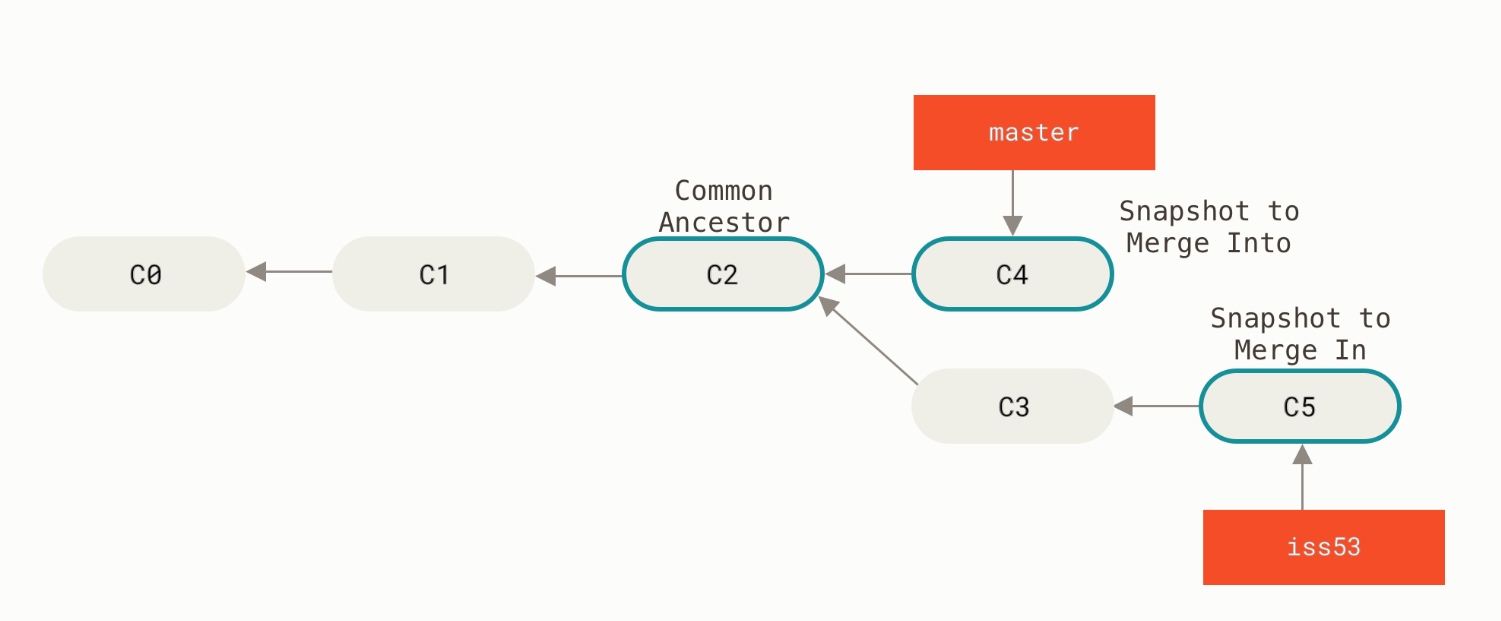 master
Common
Ancestor
Snapshot to
Merge Into
C0
C1
C2
C4
Snapshot to
Merge In
C3
C5
iss53